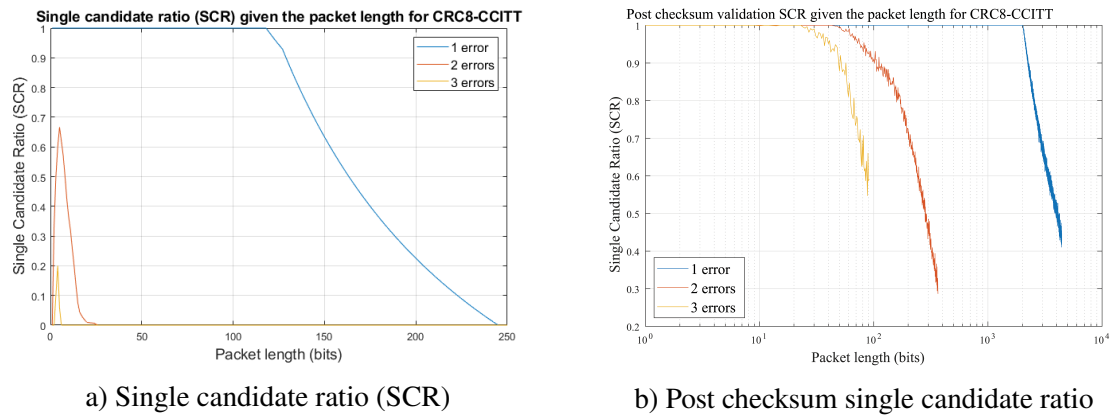 Single candidate ratio (SCR) given the packet length for CRC8-CCITT
Single Candidate Ratio (SCR)
1
0.9
0.8
0.7
0.6
0.5
0.4
0.3
0.2
0.1
0
1 error
2 errors
3 errors
0 50 100 150 200 250
Packet length (bits)
a) Single candidate ratio (SCR)
Post checksum validation SCR given the packet length for CRC8-CCITT
Single Candidate Ratio (SCR)
1
0.9
0.8
0.7
0.6
0.5
0.4
0.3
0.2
1 error
2 errors
3 errors
10^0 10^1 10^2 10^3 10^4
Packet length (bits)
b) Post checksum single candidate ratio